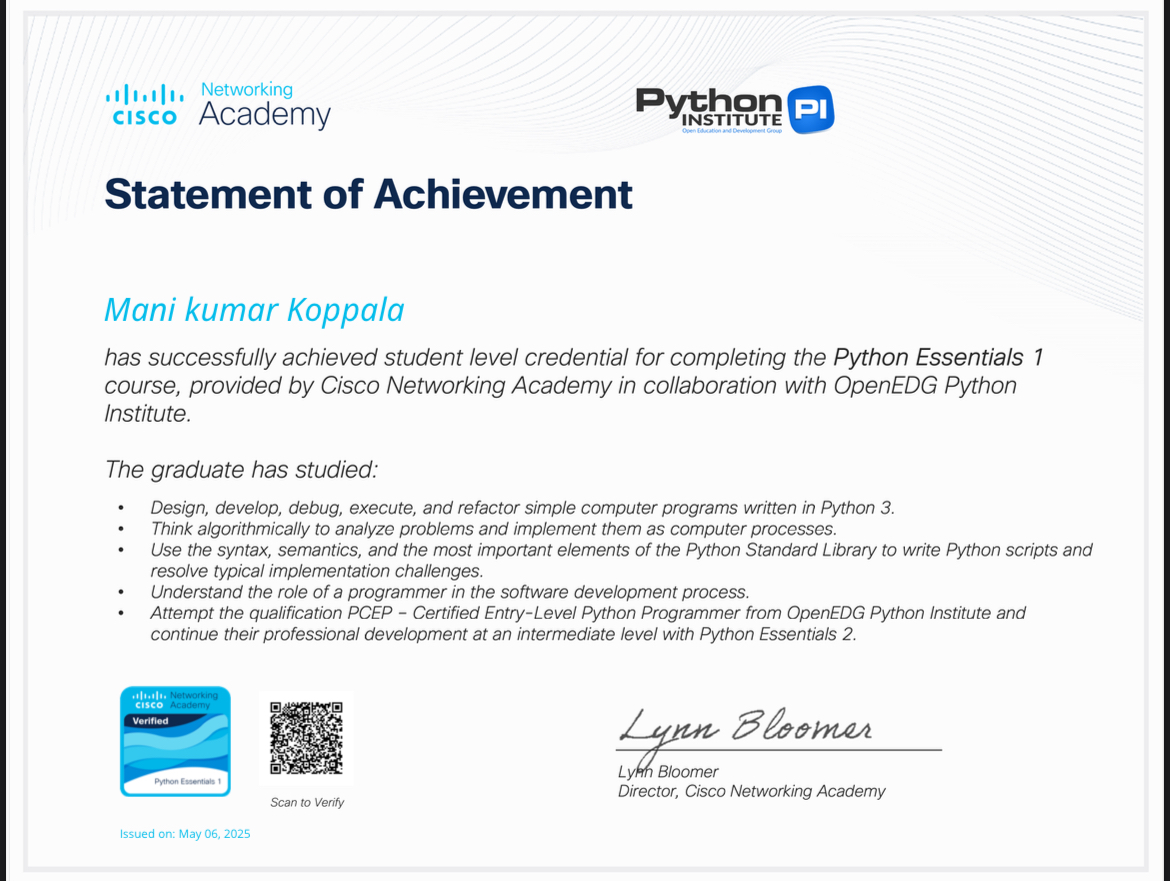 CISCO Networking Academy
Python INSTITUTE PI
Open Education and Development Group
Statement of Achievement
Mani kumar Koppala
has successfully achieved student level credential for completing the Python Essentials 1
course, provided by Cisco Networking Academy in collaboration with OpenEDG Python
Institute.
The graduate has studied:
• Design, develop, debug, execute, and refactor simple computer programs written in Python 3.
• Think algorithmically to analyze problems and implement them as computer processes.
• Use the syntax, semantics, and the most important elements of the Python Standard Library to write Python scripts and
resolve typical implementation challenges.
• Understand the role of a programmer in the software development process.
• Attempt the qualification PCEP – Certified Entry-Level Python Programmer from OpenEDG Python Institute and
continue their professional development at an intermediate level with Python Essentials 2.
CISCO Networking Academy
Verified
Python Essentials 1
Scan to Verify
Lynn Bloomer
Lynn Bloomer
Director, Cisco Networking Academy
Issued on: May 06, 2025